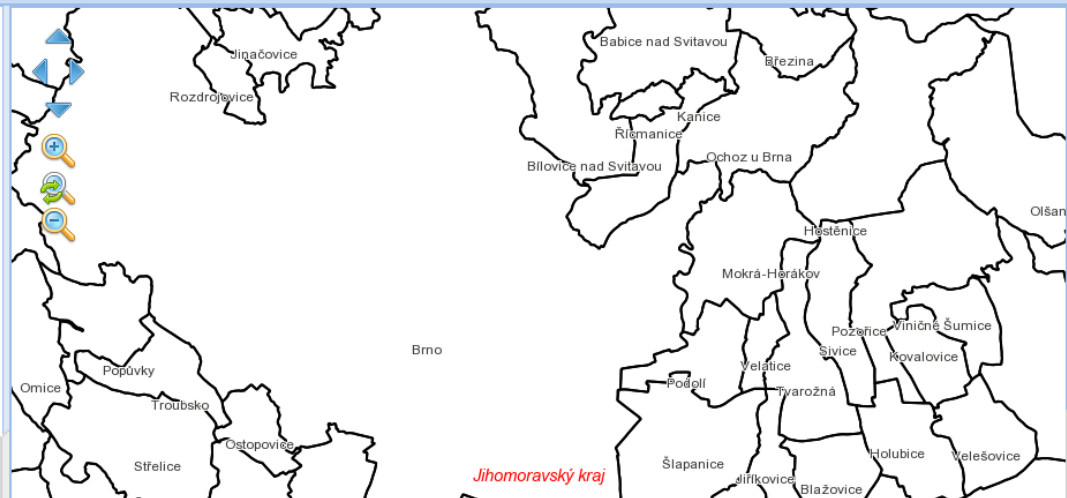 Babice nad Svitavou
Jinačovice
Březina
Rozdrojovice
Kanice
Řícmanice
Ochoz u Brna
Bílovice nad Svitavou
Olšan
Hostěnice
Mokrá-Horákov
Viničné Šumice
Pozořice
Brno
Sivice
Kovalovice
Velatice
Popůvky
Podolí
Omice
Tvarožná
Troubsko
Ostopovice
Holubice
Velešovice
Střelice
Šlapanice
Jihomoravský kraj
Jiříkovice
Blažovice